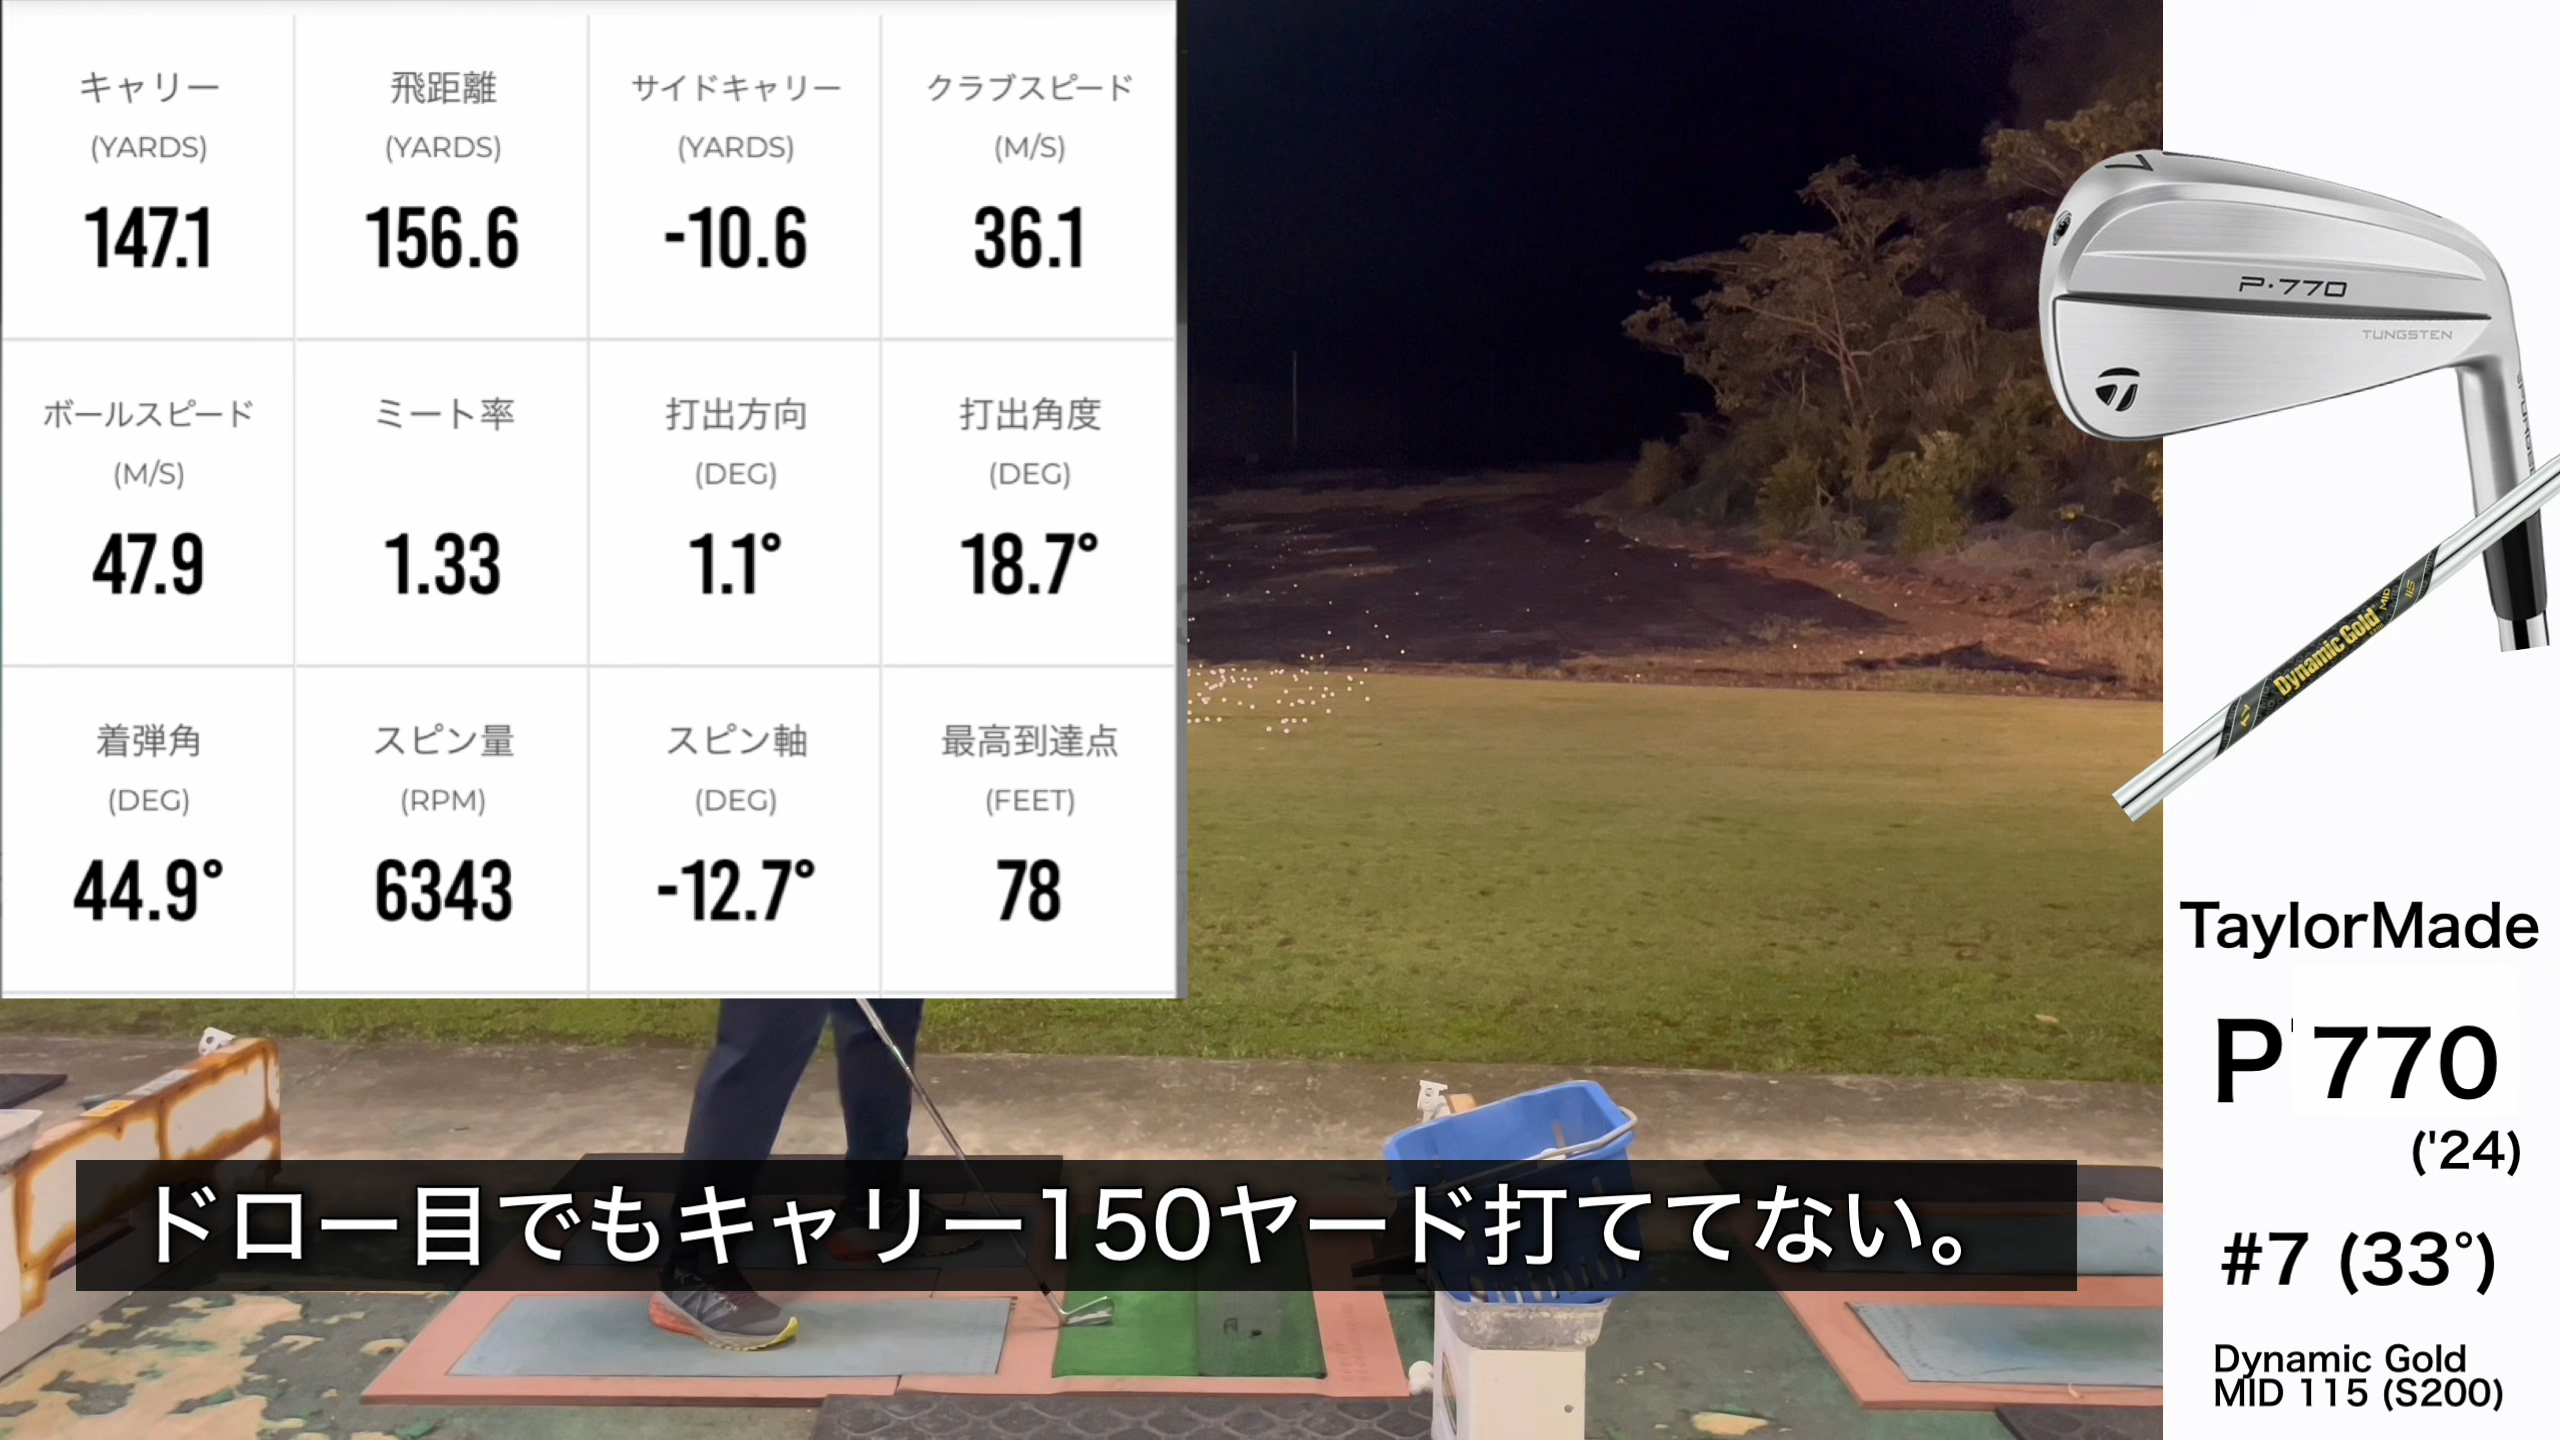 キャリー
(YARDS)
147.1
飛距離
(YARDS)
156.6
サイドキャリー
(YARDS)
-10.6
クラブスピード
(M/S)
36.1
ボールスピード
(M/S)
47.9
ミート率
1.33
打出方向
(DEG)
1.1°
打出角度
(DEG)
18.7°
着弾角
(DEG)
44.9°
スピン量
(RPM)
6343
スピン軸
(DEG)
-12.7°
最高到達点
(FEET)
78
7
P·770
TUNGSTEN
Dynamic Gold
MID
115
TaylorMade
P 770
('24)
#7 (33°)
Dynamic Gold
MID 115 (S200)
ドロー目でもキャリー150ヤード打ててない。